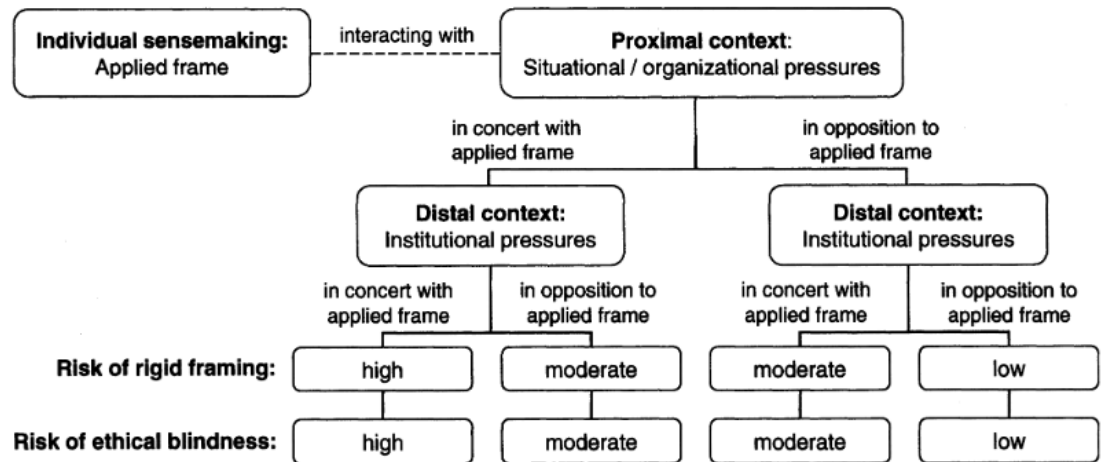 Individual sensemaking:
Applied frame
interacting with
Proximal context:
Situational / organizational pressures
in concert with
applied frame
in opposition to
applied frame
Distal context:
Institutional pressures
Distal context:
Institutional pressures
in concert with
applied frame
in opposition to
applied frame
in concert with
applied frame
in opposition to
applied frame
Risk of rigid framing:
high
moderate
moderate
low
Risk of ethical blindness:
high
moderate
moderate
low